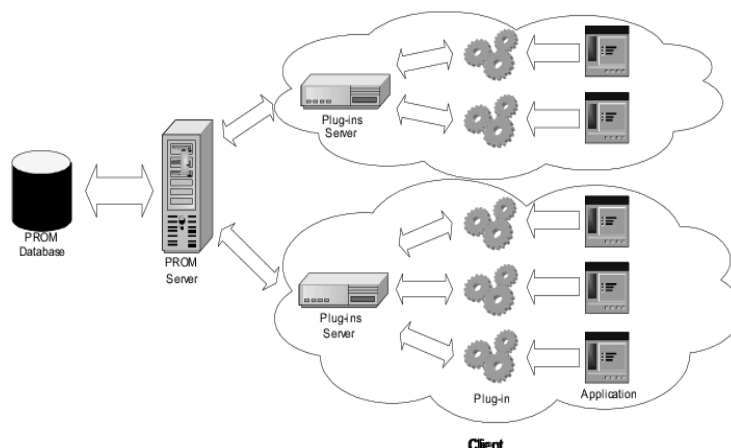 Plug-ins
Server
PROM
Database
PROM
Server
Plug-ins
Server
Plug-in
Application
Client